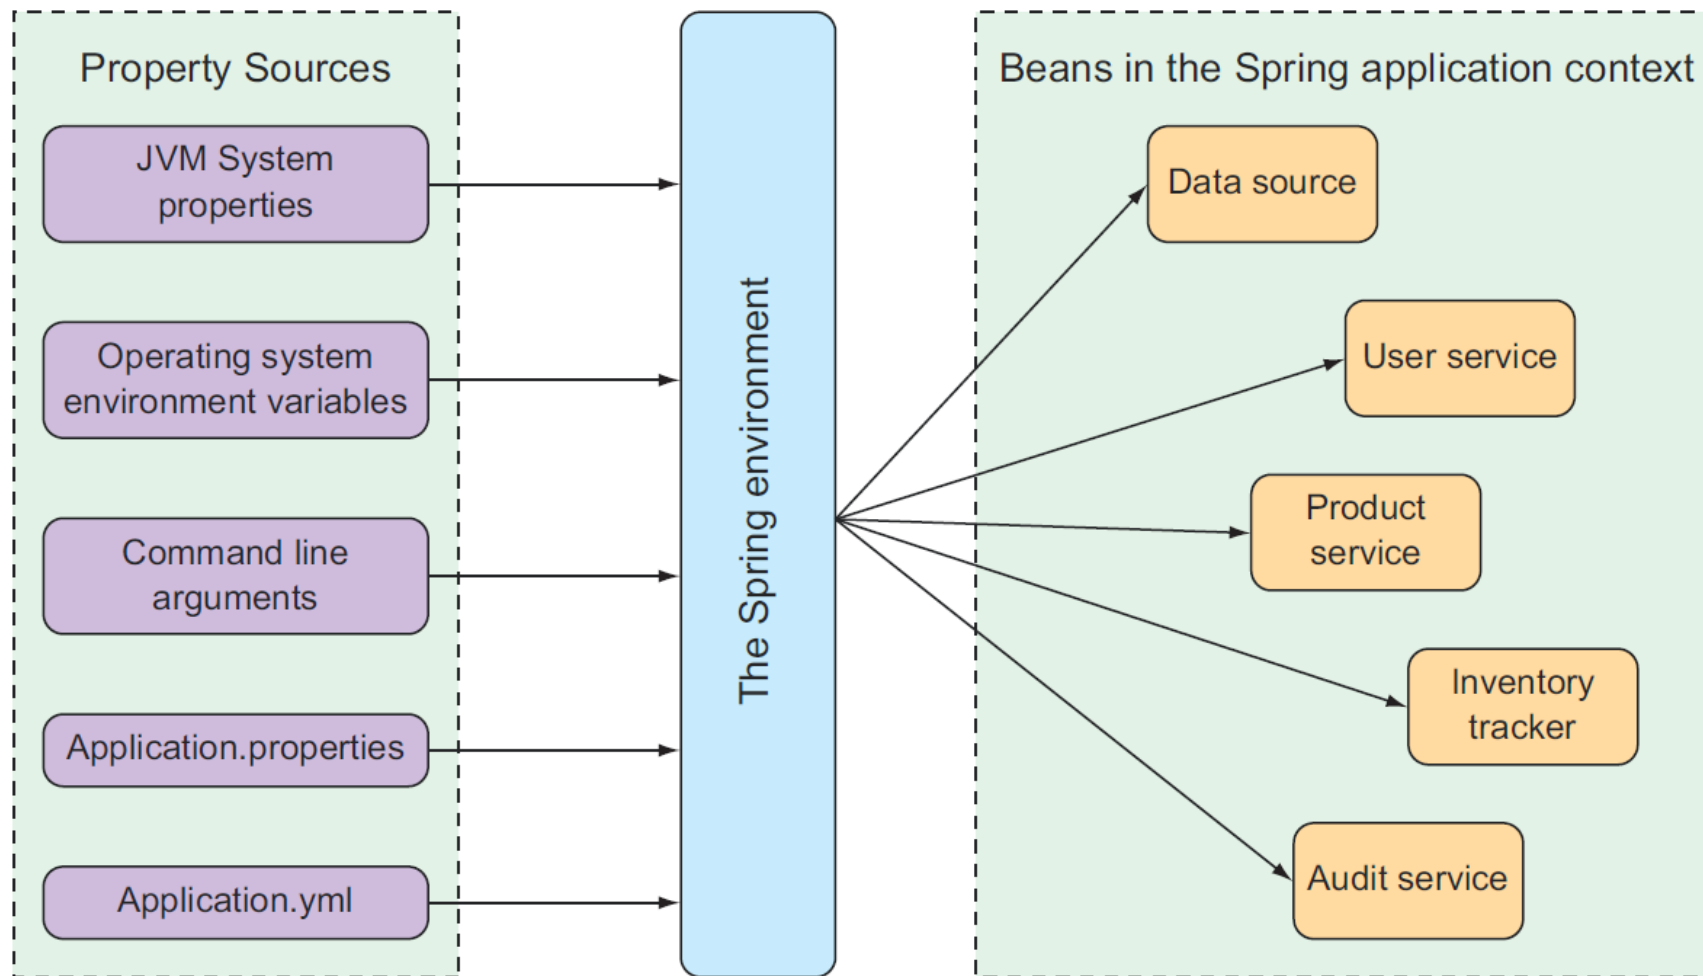 Property Sources
JVM System
properties
Operating system
environment variables
Command line
arguments
Application.properties
Application.yml
The Spring environment
Beans in the Spring application context
Data source
User service
Product
service
Inventory
tracker
Audit service